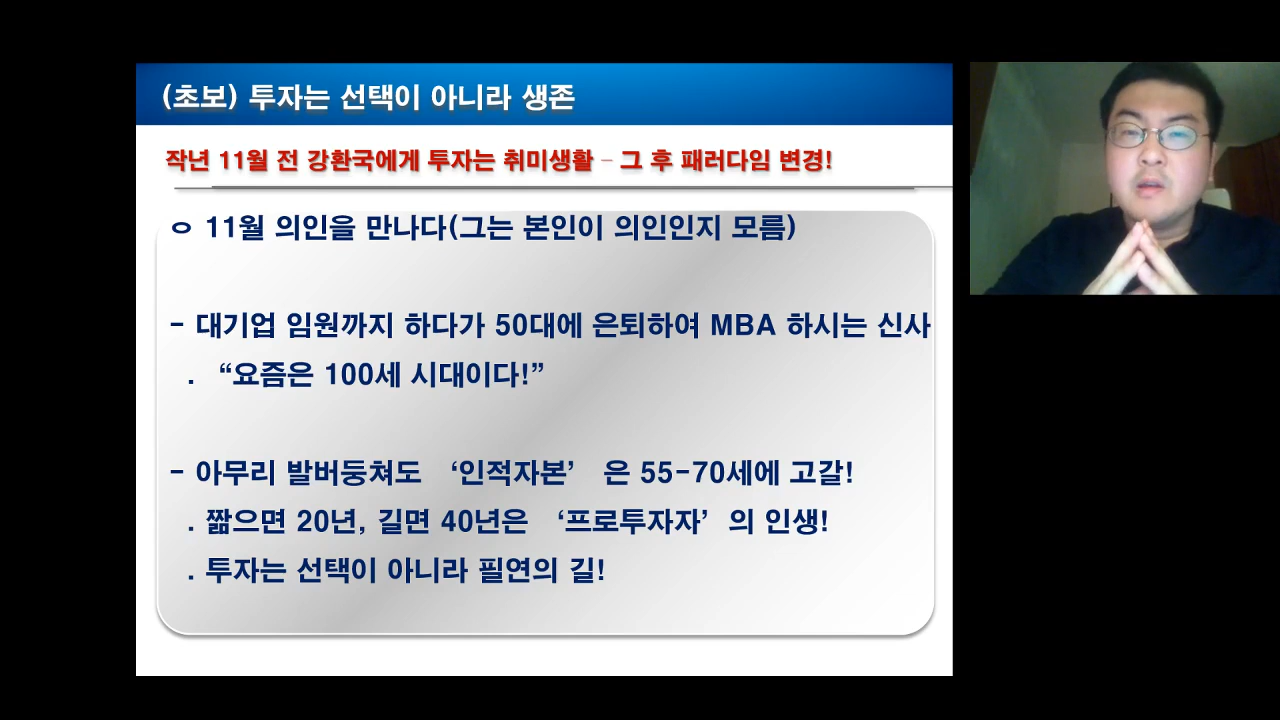 (초보) 투자는 선택이 아니라 생존
작년 11월 전 강환국에게 투자는 취미생활 – 그 후 패러다임 변경!
ㅇ 11월 의인을 만나다(그는 본인이 의인인지 모름)
- 대기업 임원까지 하다가 50대에 은퇴하여 MBA 하시는 신사
. “요즘은 100세 시대이다!”
- 아무리 발버둥쳐도 ‘인적자본’ 은 55-70세에 고갈!
. 짧으면 20년, 길면 40년은 ‘프로투자자’ 의 인생!
. 투자는 선택이 아니라 필연의 길!